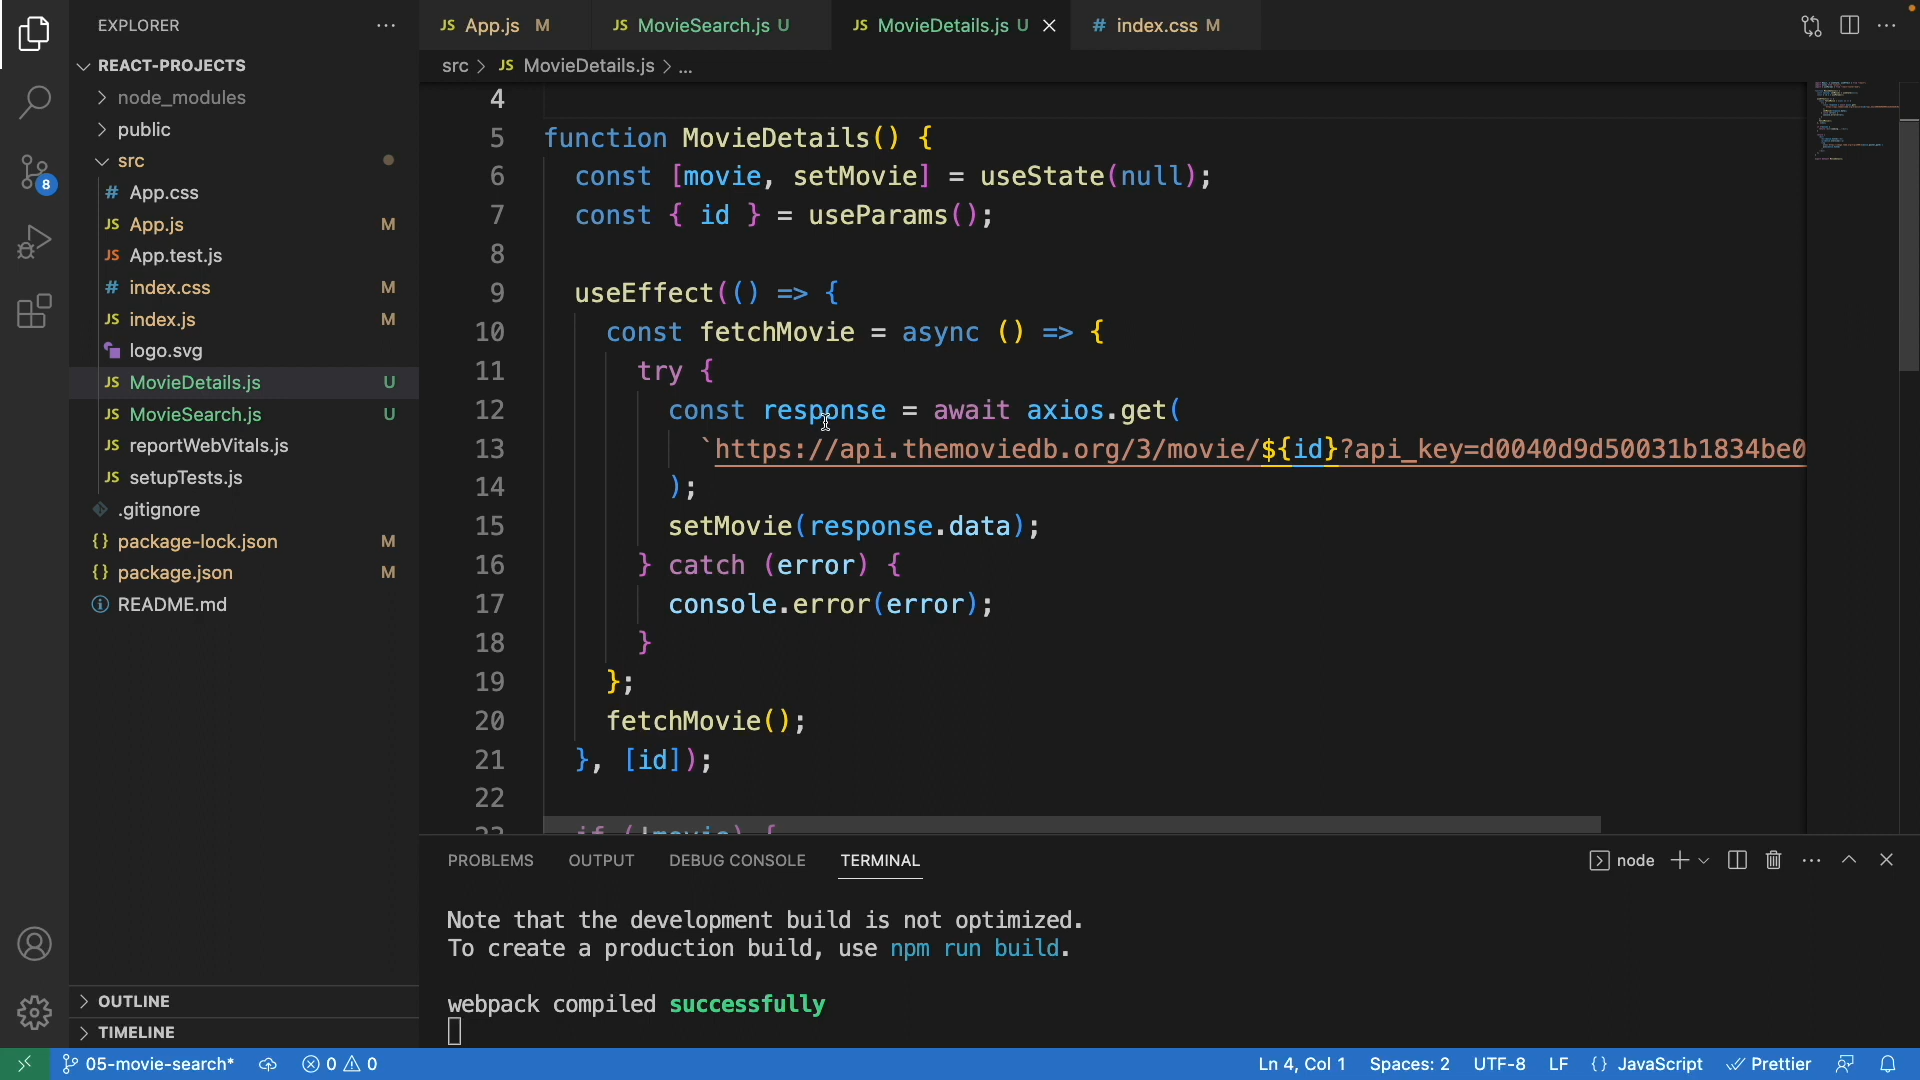 EXPLORER
REACT-PROJECTS
node_modules
public
src
# App.css
JS App.js M
JS App.test.js
# index.css M
JS index.js M
logo.svg
JS MovieDetails.js U
JS MovieSearch.js U
JS reportWebVitals.js
JS setupTests.js
.gitignore
{} package-lock.json M
{} package.json M
README.md
OUTLINE
TIMELINE
8
JS App.js M
JS MovieSearch.js U
JS MovieDetails.js U
# index.css M
src > JS MovieDetails.js > ...
4
5 function MovieDetails() {
6 const [movie, setMovie] = useState(null);
7 const { id } = useParams();
8
9 useEffect(() => {
10 const fetchMovie = async () => {
11 try {
12 const response = await axios.get(
13 `https://api.themoviedb.org/3/movie/${id}?api_key=d0040d9d50031b1834be0
14 );
15 setMovie(response.data);
16 } catch (error) {
17 console.error(error);
18 }
19 };
20 fetchMovie();
21 }, [id]);
22
23 if (!movie) {
PROBLEMS
OUTPUT
DEBUG CONSOLE
TERMINAL
node
Note that the development build is not optimized.
To create a production build, use npm run build.
webpack compiled successfully
05-movie-search*
0 0
Ln 4, Col 1
Spaces: 2
UTF-8
LF
{} JavaScript
Prettier